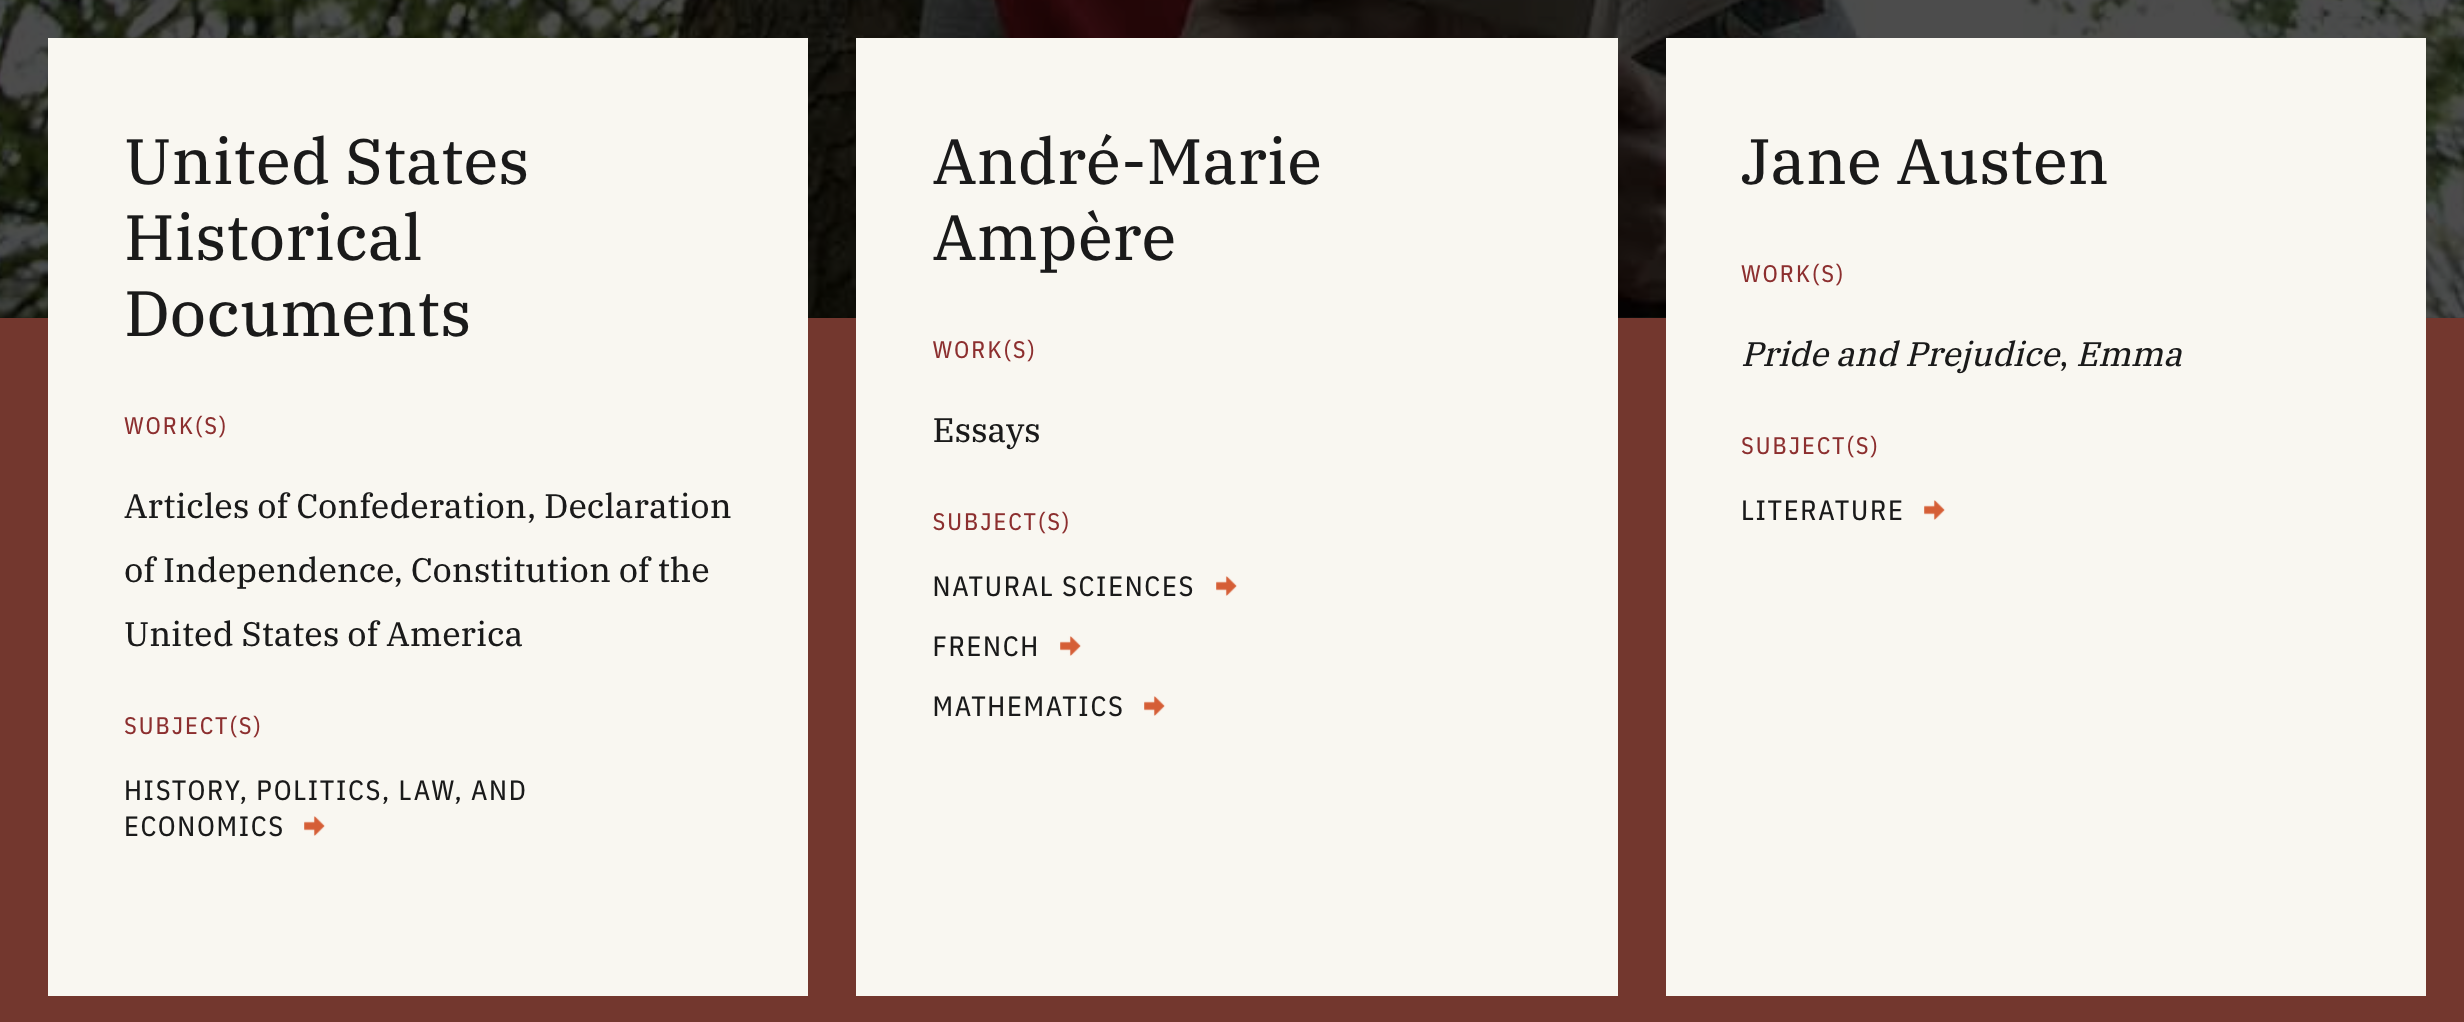 United States
Historical
Documents
WORK(S)
Articles of Confederation, Declaration
of Independence, Constitution of the
United States of America
SUBJECT(S)
HISTORY, POLITICS, LAW, AND
ECONOMICS
André-Marie
Ampère
WORK(S)
Essays
SUBJECT(S)
NATURAL SCIENCES
FRENCH
MATHEMATICS
Jane Austen
WORK(S)
Pride and Prejudice, Emma
SUBJECT(S)
LITERATURE